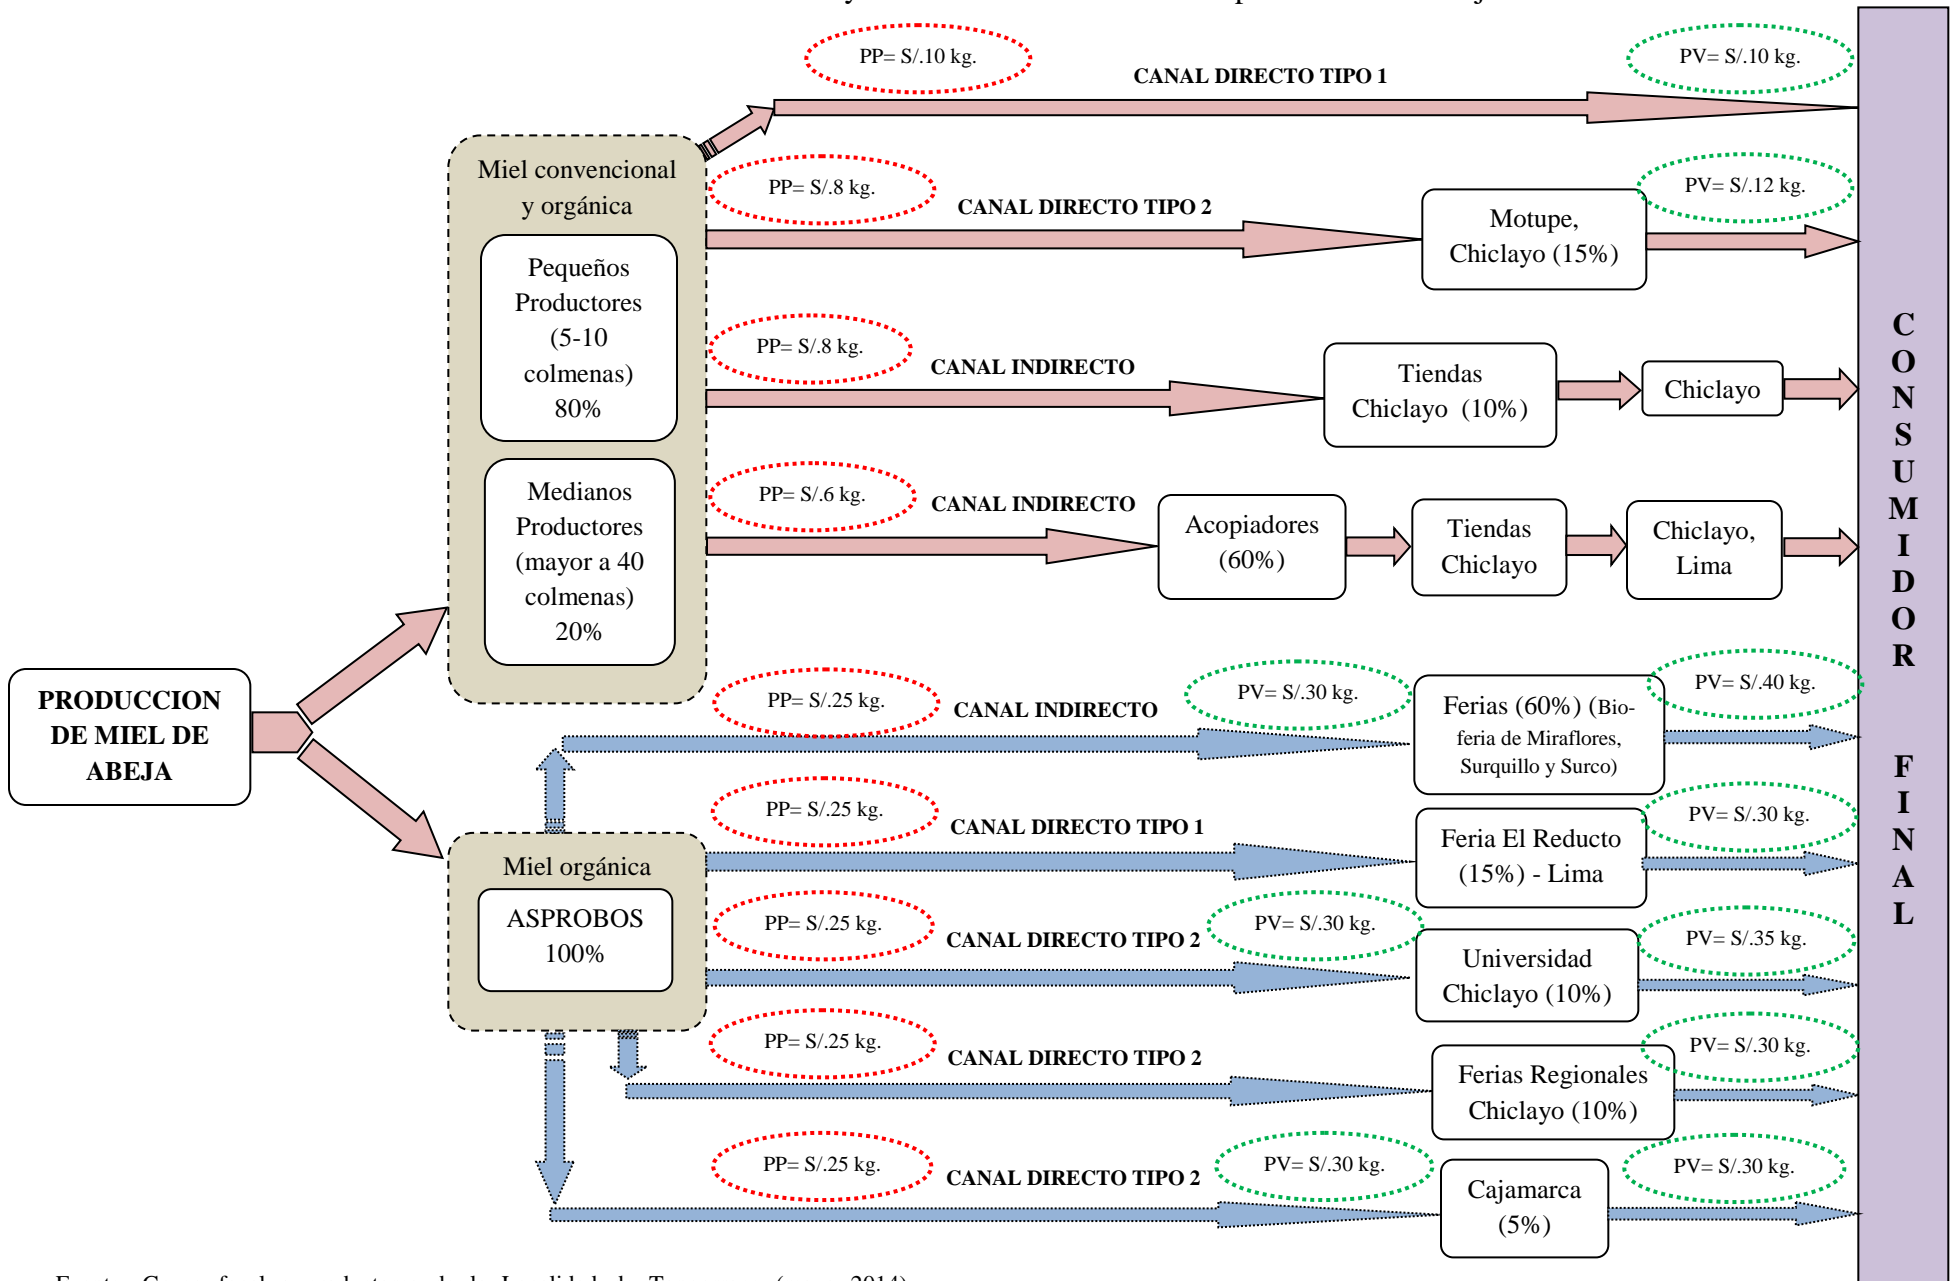 PP= S/.10 kg.
CANAL DIRECTO TIPO 1
PV= S/.10 kg.
Miel convencional
y orgánica
Pequeños
Productores
(5-10
colmenas)
80%
Medianos
Productores
(mayor a 40
colmenas)
20%
PP= S/.8 kg.
CANAL DIRECTO TIPO 2
Motupe,
Chiclayo (15%)
PV= S/.12 kg.
PP= S/.8 kg.
CANAL INDIRECTO
Tiendas
Chiclayo (10%)
Chiclayo
PP= S/.6 kg.
CANAL INDIRECTO
Acopiadores
(60%)
Tiendas
Chiclayo
Chiclayo,
Lima
PRODUCCION
DE MIEL DE
ABEJA
PP= S/.25 kg.
CANAL INDIRECTO
PV= S/.30 kg.
Ferias (60%) (Bio-
feria de Miraflores,
Surquillo y Surco)
PV= S/.40 kg.
Miel orgánica
ASPROBOS
100%
PP= S/.25 kg.
CANAL DIRECTO TIPO 1
Feria El Reducto
(15%) - Lima
PV= S/.30 kg.
PP= S/.25 kg.
CANAL DIRECTO TIPO 2
PV= S/.30 kg.
Universidad
Chiclayo (10%)
PV= S/.35 kg.
PP= S/.25 kg.
CANAL DIRECTO TIPO 2
Ferias Regionales
Chiclayo (10%)
PV= S/.30 kg.
PP= S/.25 kg.
CANAL DIRECTO TIPO 2
PV= S/.30 kg.
Cajamarca
(5%)
PV= S/.30 kg.
CONSUMIDOR FINAL